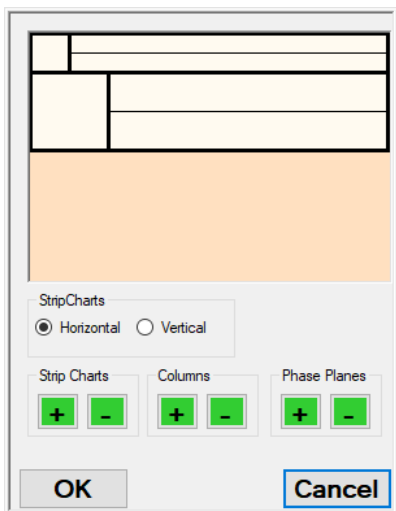 StripCharts
Horizontal Vertical
Strip Charts Columns Phase Planes
+ - + - + -
OK Cancel